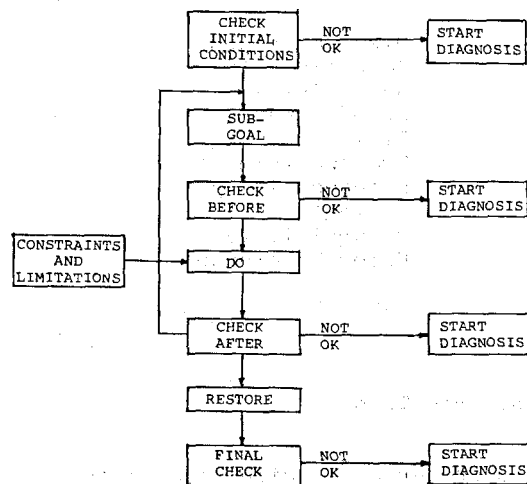 CHECK
INITIAL
CONDITIONS
NOT
OK
START
DIAGNOSIS
SUB-
GOAL
CHECK
BEFORE
NOT
OK
START
DIAGNOSIS
CONSTRAINTS
AND
LIMITATIONS
DO
CHECK
AFTER
NOT
OK
START
DIAGNOSIS
RESTORE
FINAL
CHECK
NOT
OK
START
DIAGNOSIS